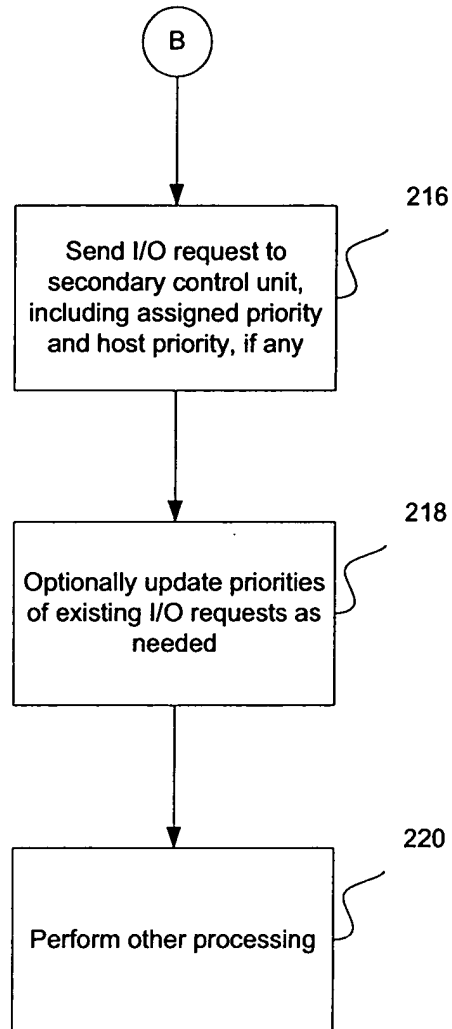 B
216
Send I/O request to
secondary control unit,
including assigned priority
and host priority, if any
218
Optionally update priorities
of existing I/O requests as
needed
220
Perform other processing